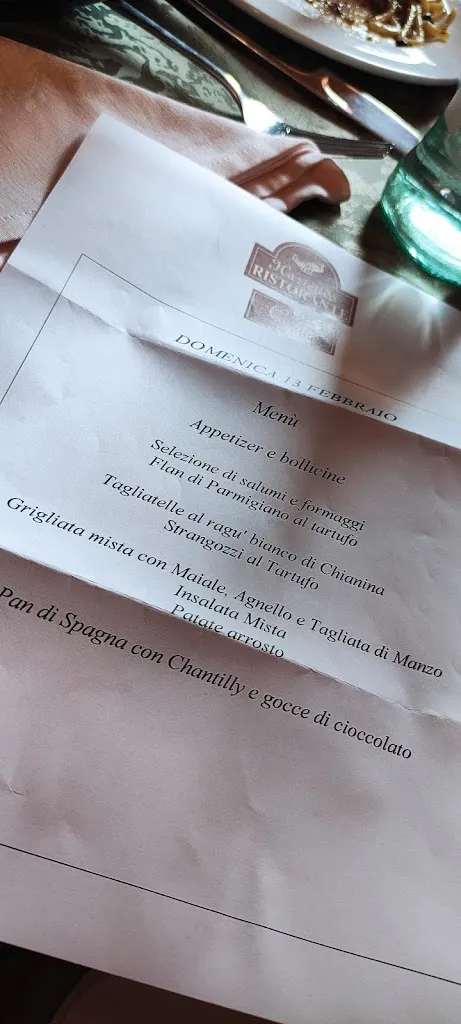 RISTORANTE
DOMENICA 13 FEBBRAIO
Menù
Appetizer e bollicine
Selezione di salumi e formaggi
Flan di Parmigiano al tartufo
Tagliatelle al ragu' bianco di Chianina
Strangozzi al Tartufo
Grigliata mista con Maiale, Agnello e Tagliata di Manzo
Insalata Mista
Patate arrosto
Pan di Spagna con Chantilly e gocce di cioccolato